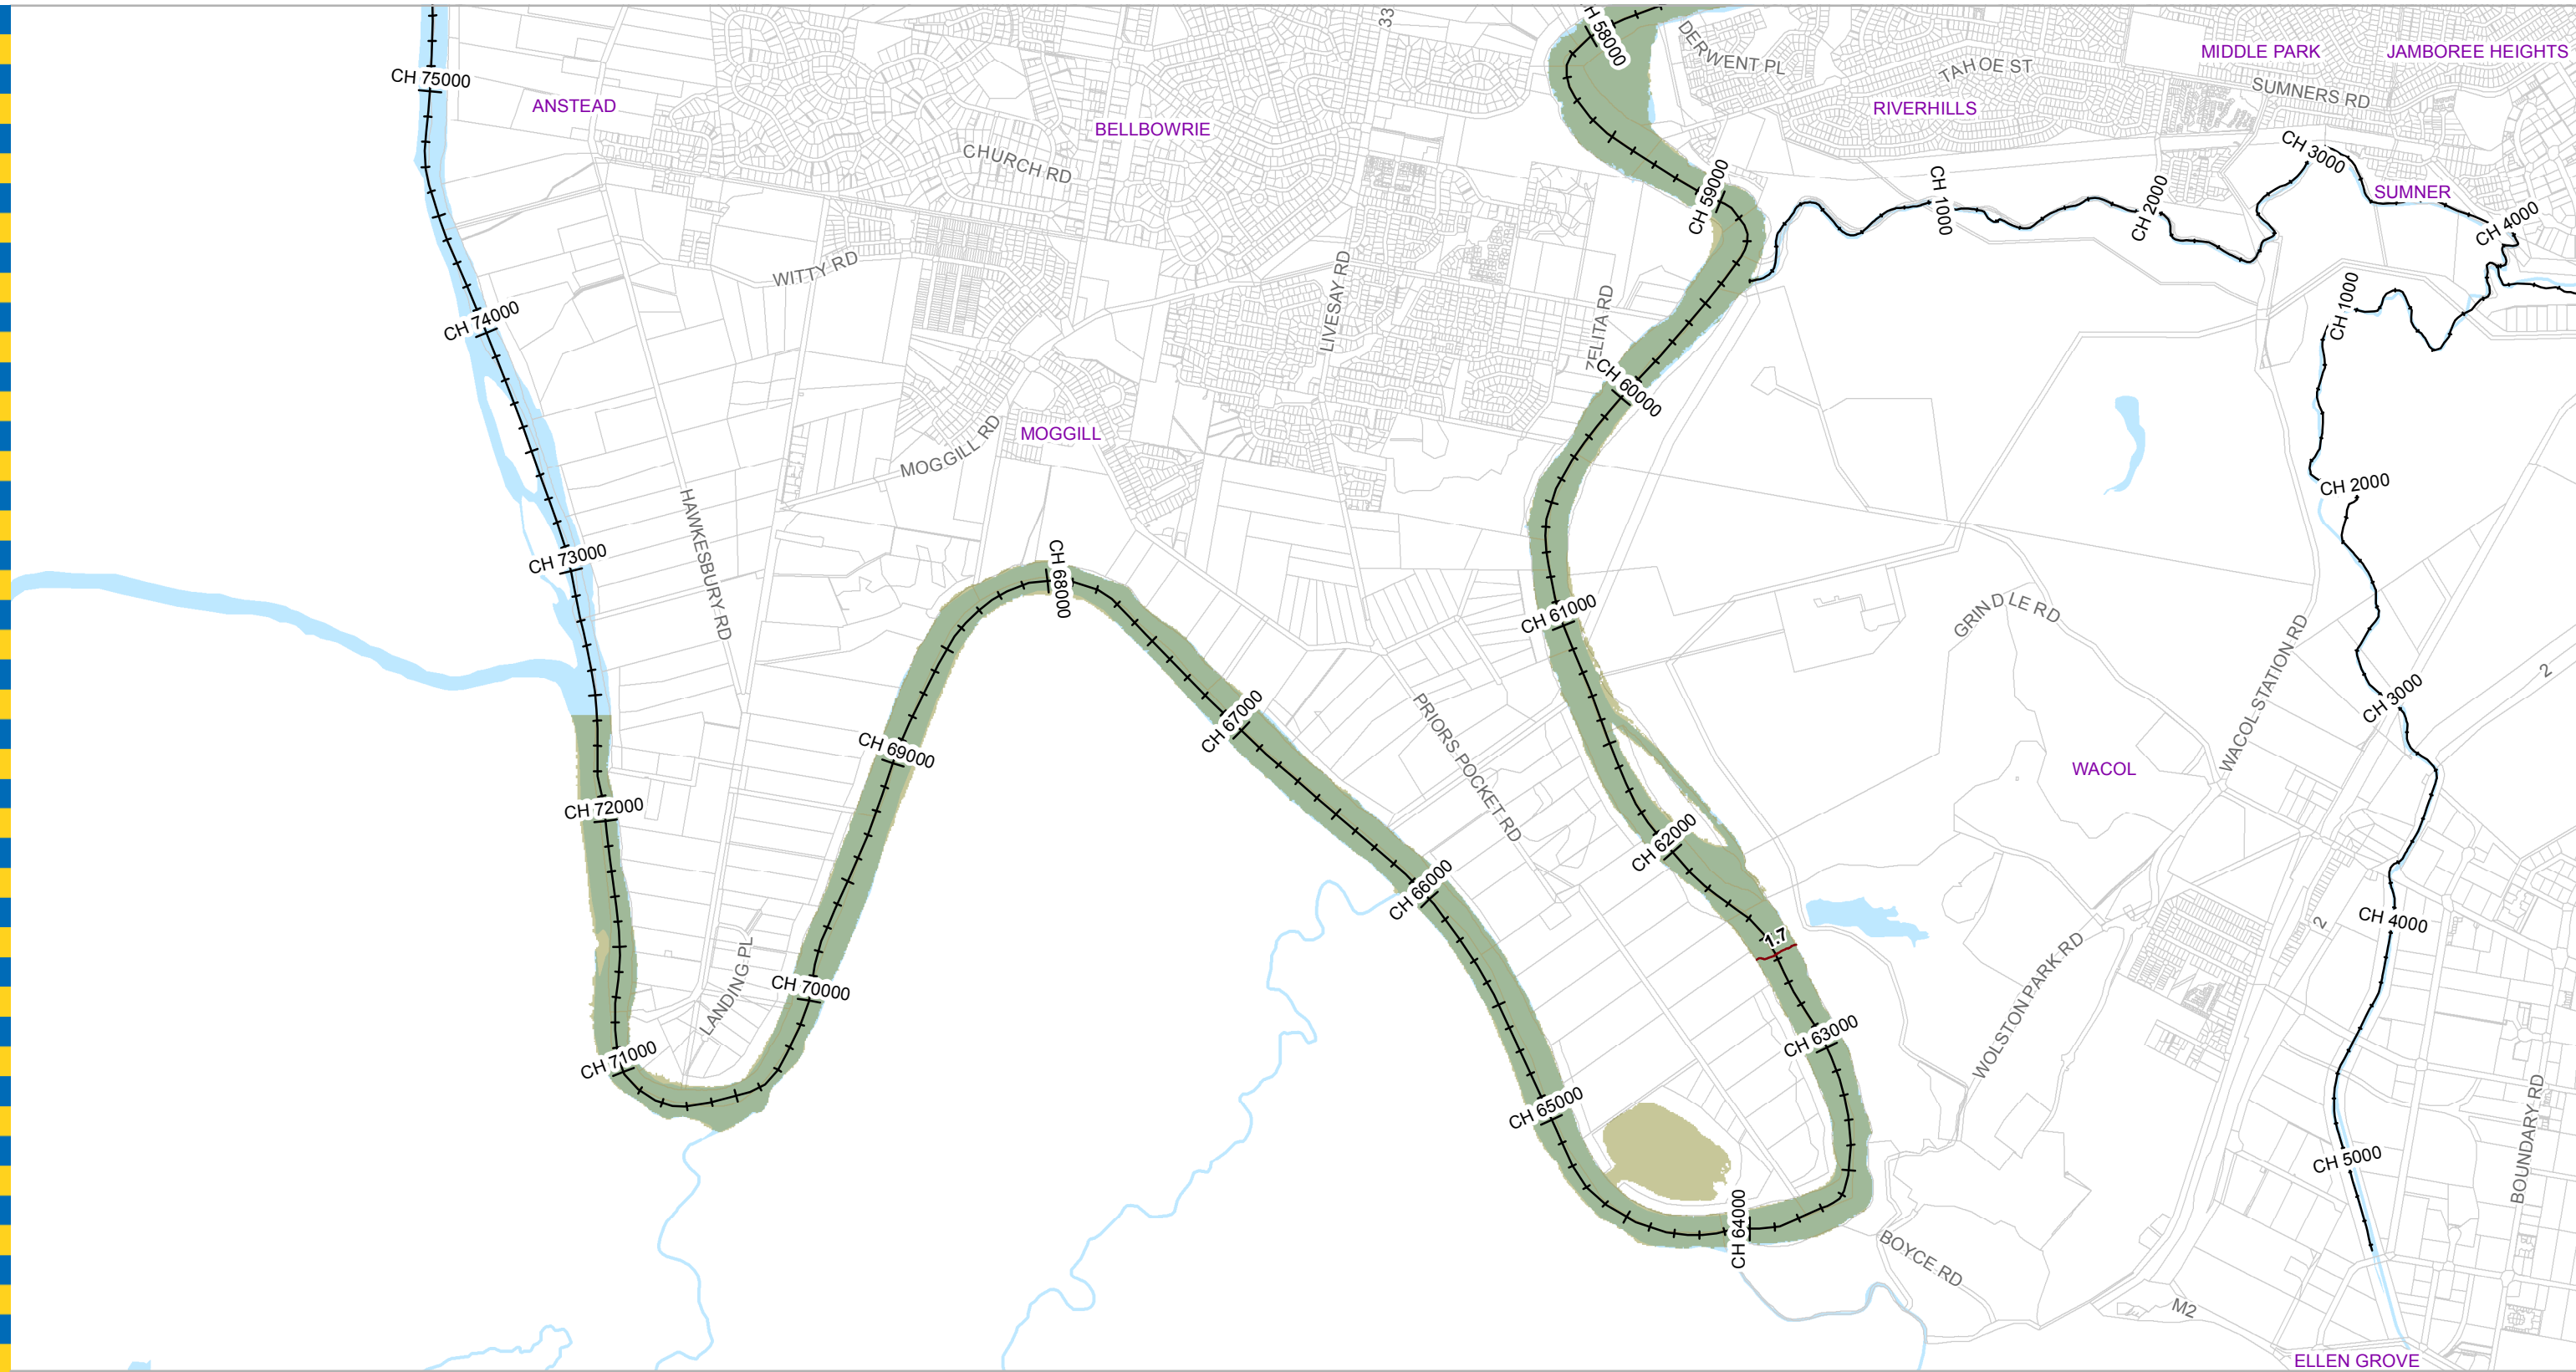 CH 58000
33
DERWENT PL
MIDDLE PARK
JAMBOREE HEIGHTS
TAHOE ST
CH 75000
ANSTEAD
SUMNERS RD
RIVERHILLS
BELLBOWRIE
CHURCH RD
CH 3000
CH 59000
CH 1000
CH 2000
SUMNER
CH 4000
WITTY RD
LIVESAY RD
ZELITA RD
CH 1000
CH 74000
CH 60000
MOGGILL
MOGGILL RD
CH 2000
HAWKESBURY RD
CH 73000
CH 68000
CH 61000
GRINDLE RD
WACOL STATION RD
2
CH 3000
CH 67000
CH 69000
PRIORS POCKET RD
WACOL
CH 72000
CH 62000
CH 66000
2
CH 4000
1.7
LANDING PL
CH 70000
WOLSTON PARK RD
CH 63000
CH 71000
CH 65000
BOUNDARY RD
CH 5000
CH 64000
BOYCE RD
M2
ELLEN GROVE